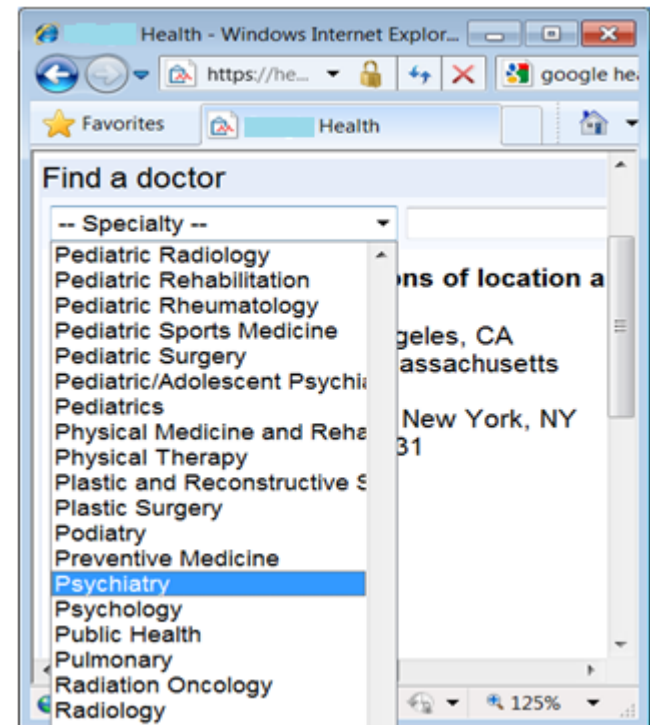 Health - Windows Internet Explor...
https://he...
google he
Favorites
Health
Find a doctor
-- Specialty --
Pediatric Radiology
Pediatric Rehabilitation
ons of location a
Pediatric Rheumatology
Pediatric Sports Medicine
geles, CA
Pediatric Surgery
assachusetts
Pediatric/Adolescent Psychia
Pediatrics
New York, NY
Physical Medicine and Reha
31
Physical Therapy
Plastic and Reconstructive S
Plastic Surgery
Podiatry
Preventive Medicine
Psychiatry
Psychology
Public Health
Pulmonary
Radiation Oncology
125%
Radiology